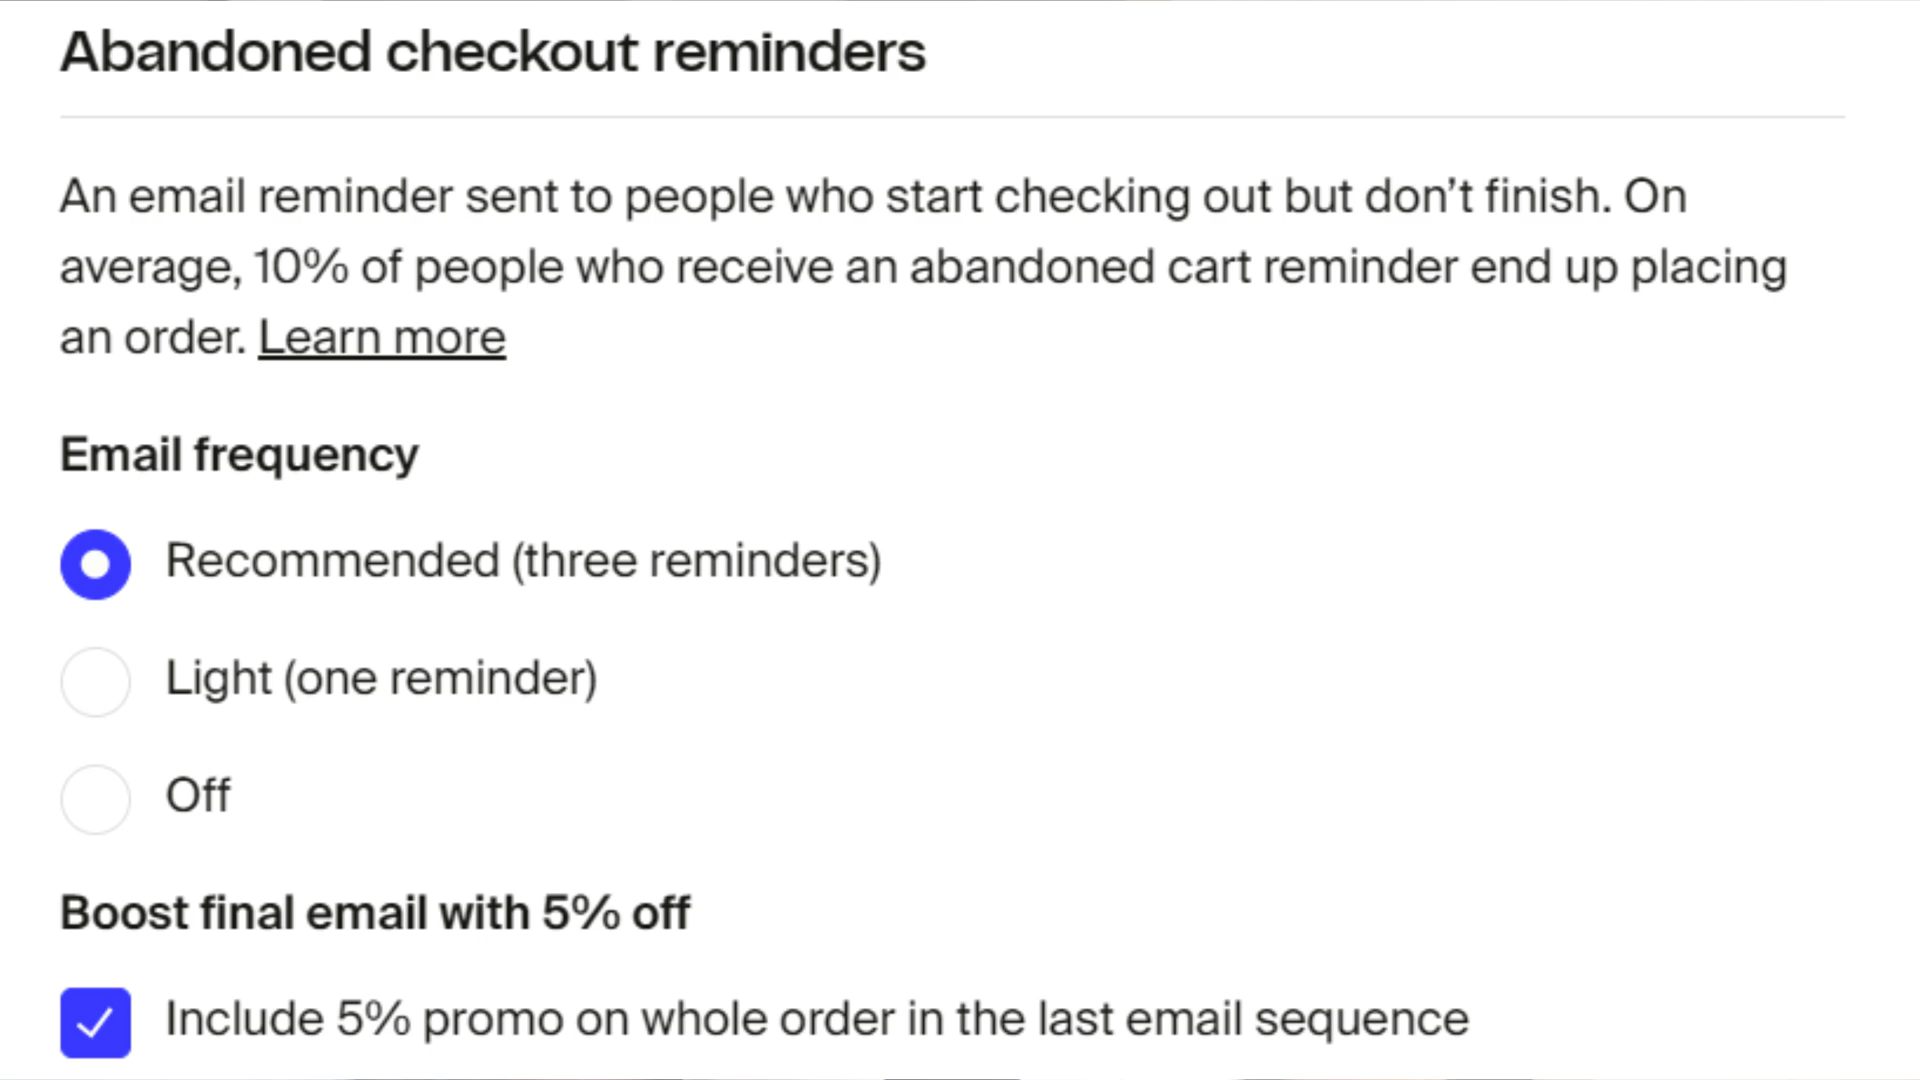 Abandoned checkout reminders
An email reminder sent to people who start checking out but don’t finish. On
average, 10% of people who receive an abandoned cart reminder end up placing
an order. Learn more
Email frequency
Recommended (three reminders)
Light (one reminder)
Off
Boost final email with 5% off
Include 5% promo on whole order in the last email sequence